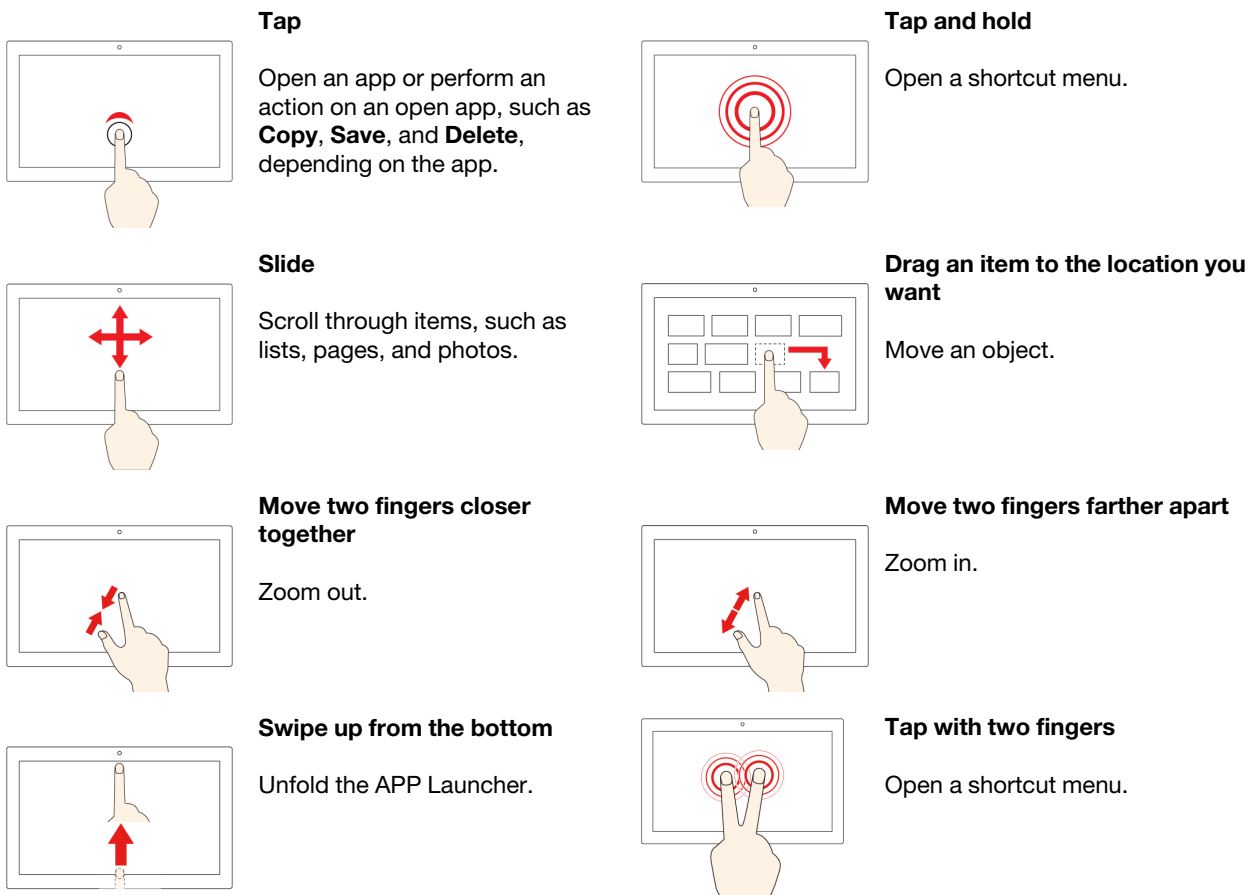 Tap
Open an app or perform an
action on an open app, such as
Copy, Save, and Delete,
depending on the app.
Tap and hold
Open a shortcut menu.
Slide
Scroll through items, such as
lists, pages, and photos.
Drag an item to the location you
want
Move an object.
Move two fingers closer
together
Zoom out.
Move two fingers farther apart
Zoom in.
Swipe up from the bottom
Unfold the APP Launcher.
Tap with two fingers
Open a shortcut menu.